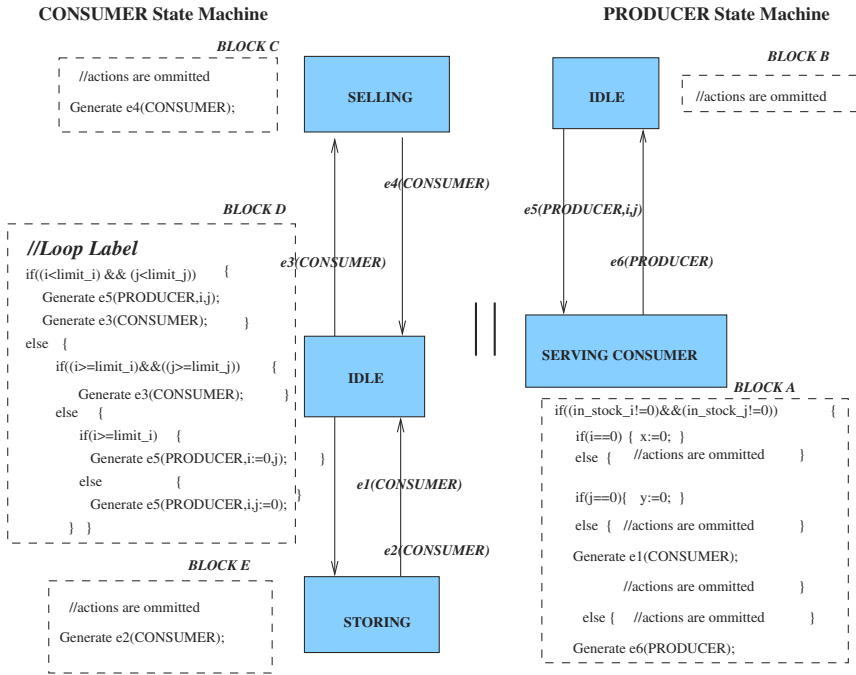 CONSUMER State Machine
PRODUCER State Machine
BLOCK C
//actions are ommitted
Generate e4(CONSUMER);
SELLING
IDLE
BLOCK B
//actions are ommitted
e4(CONSUMER)
e5(PRODUCER,i,j)
e3(CONSUMER)
e6(PRODUCER)
BLOCK D
//Loop Label
if((i<limit_i) && (j<limit_j)) {
Generate e5(PRODUCER,i,j);
Generate e3(CONSUMER); }
else {
if((i>=limit_i)&&((j>=limit_j)) {
Generate e3(CONSUMER); }
else {
if(i>=limit_i) {
Generate e5(PRODUCER,i:=0,j); }
else {
Generate e5(PRODUCER,i,j:=0); }
} }
IDLE
||
SERVING CONSUMER
e1(CONSUMER)
e2(CONSUMER)
BLOCK A
if((in_stock_i!=0)&&(in_stock_j!=0)) {
if(i==0) { x:=0; }
else { //actions are ommitted }
if(j==0){ y:=0; }
else { //actions are ommitted }
Generate e1(CONSUMER);
//actions are ommitted }
else { //actions are ommitted }
Generate e6(PRODUCER);
BLOCK E
//actions are ommitted
Generate e2(CONSUMER);
STORING